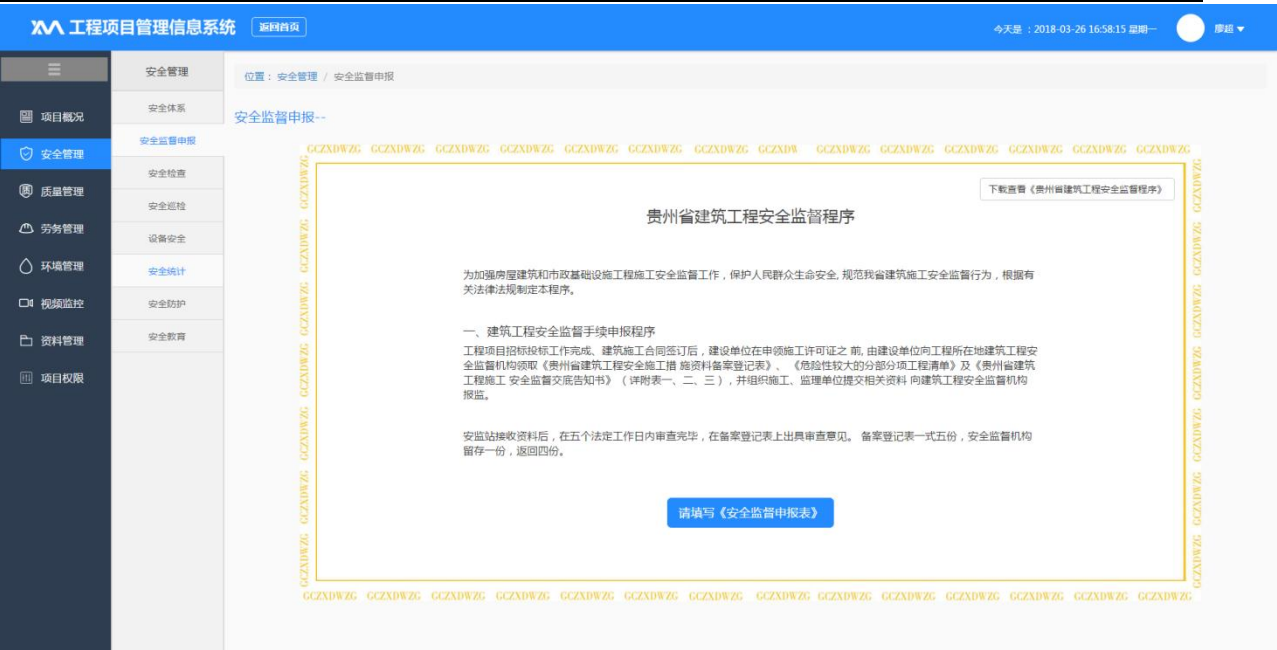 工程项目管理信息系统 返回首页 今天是 ：2018-03-26 16:58:15 星期一 廖超 ▾
项目概况
安全管理
质量管理
劳务管理
环境管理
视频监控
资料管理
项目权限
安全管理
安全体系
安全监督申报
安全检查
安全巡检
设备安全
安全统计
安全防护
安全教育
位置 ： 安全管理 / 安全监督申报
安全监督申报--
GCZXDWZG GCZXDWZG GCZXDWZG GCZXDWZG GCZXDWZG GCZXDWZG GCZXDWZG GCZXDW GCZXDWZG GCZXDWZG GCZXDWZG GCZXDWZG GCZXDWZG GCZXDWZG
GCZXDWZG GCZXDWZG GCZXDWZG GCZXDWZG GCZXDWZG GCZXDWZG GCZXDWZG
下载查看《贵州省建筑工程安全监督程序》
贵州省建筑工程安全监督程序
为加强房屋建筑和市政基础设施工程施工安全监督工作，保护人民群众生命安全, 规范我省建筑施工安全监督行为，根据有
关法律法规制定本程序。
一、建筑工程安全监督手续申报程序
工程项目招标投标工作完成、建筑施工合同签订后，建设单位在申领施工许可证之 前, 由建设单位向工程所在地建筑工程安
全监督机构领取《贵州省建筑工程安全施工措 施资料备案登记表》、 《危险性较大的分部分项工程清单》及《贵州省建筑
工程施工 安全监督交底告知书》（详附表一、二、三），并组织施工、监理单位提交相关资料 向建筑工程安全监督机构
报监。
安监站接收资料后，在五个法定工作日内审查完毕，在备案登记表上出具审查意见。 备案登记表一式五份，安全监督机构
留存一份，返回四份。
请填写《安全监督申报表》
GCZXDWZG GCZXDWZG GCZXDWZG GCZXDWZG GCZXDWZG GCZXDWZG GCZXDWZG
GCZXDWZG GCZXDWZG GCZXDWZG GCZXDWZG GCZXDWZG GCZXDWZG GCZXDWZG GCZXDWZG GCZXDWZG GCZXDWZG GCZXDWZG GCZXDWZG GCZXDWZG GCZXDWZG